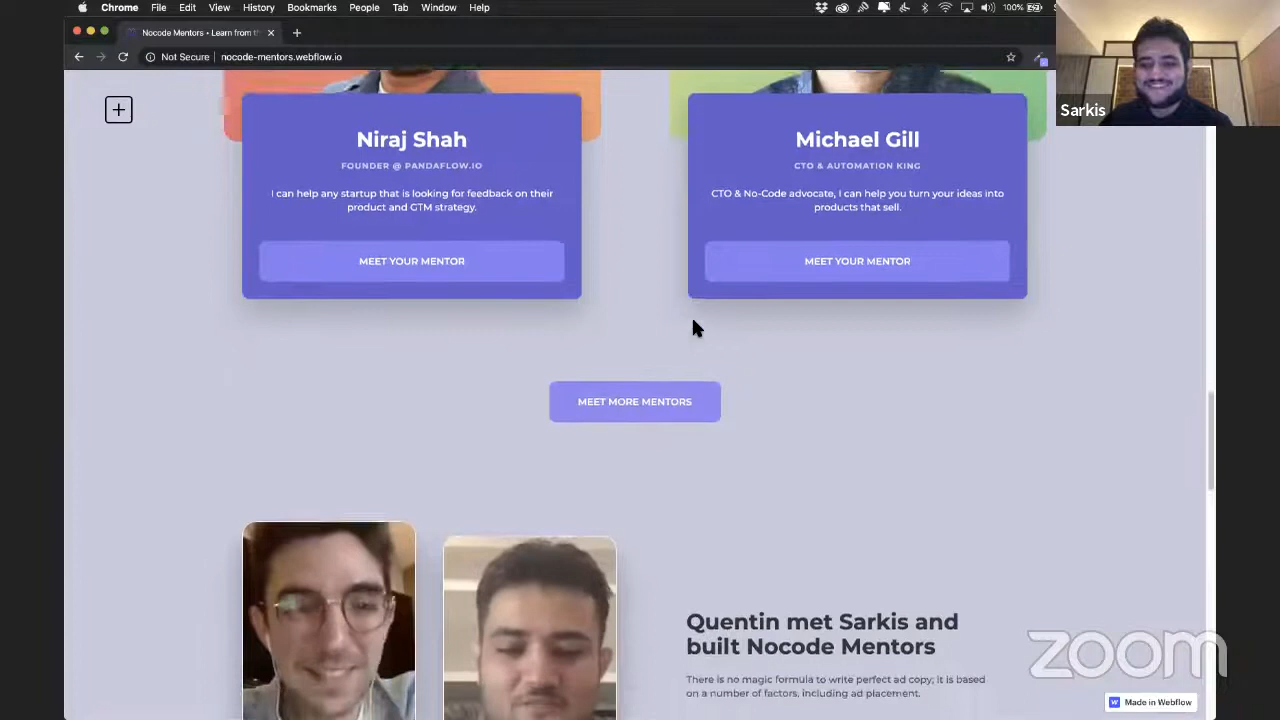 Chrome File Edit View History Bookmarks People Tab Window Help 100%
Nocode Mentors • Learn from th
Not Secure nocode-mentors.webflow.io
Sarkis
Niraj Shah
FOUNDER @ PANDAFLOW.IO
I can help any startup that is looking for feedback on their
product and GTM strategy.
MEET YOUR MENTOR
Michael Gill
CTO & AUTOMATION KING
CTO & No-Code advocate, I can help you turn your ideas into
products that sell.
MEET YOUR MENTOR
MEET MORE MENTORS
Quentin met Sarkis and
built Nocode Mentors
There is no magic formula to write perfect ad copy; it is based
on a number of factors, including ad placement.
zoom
Made in Webflow